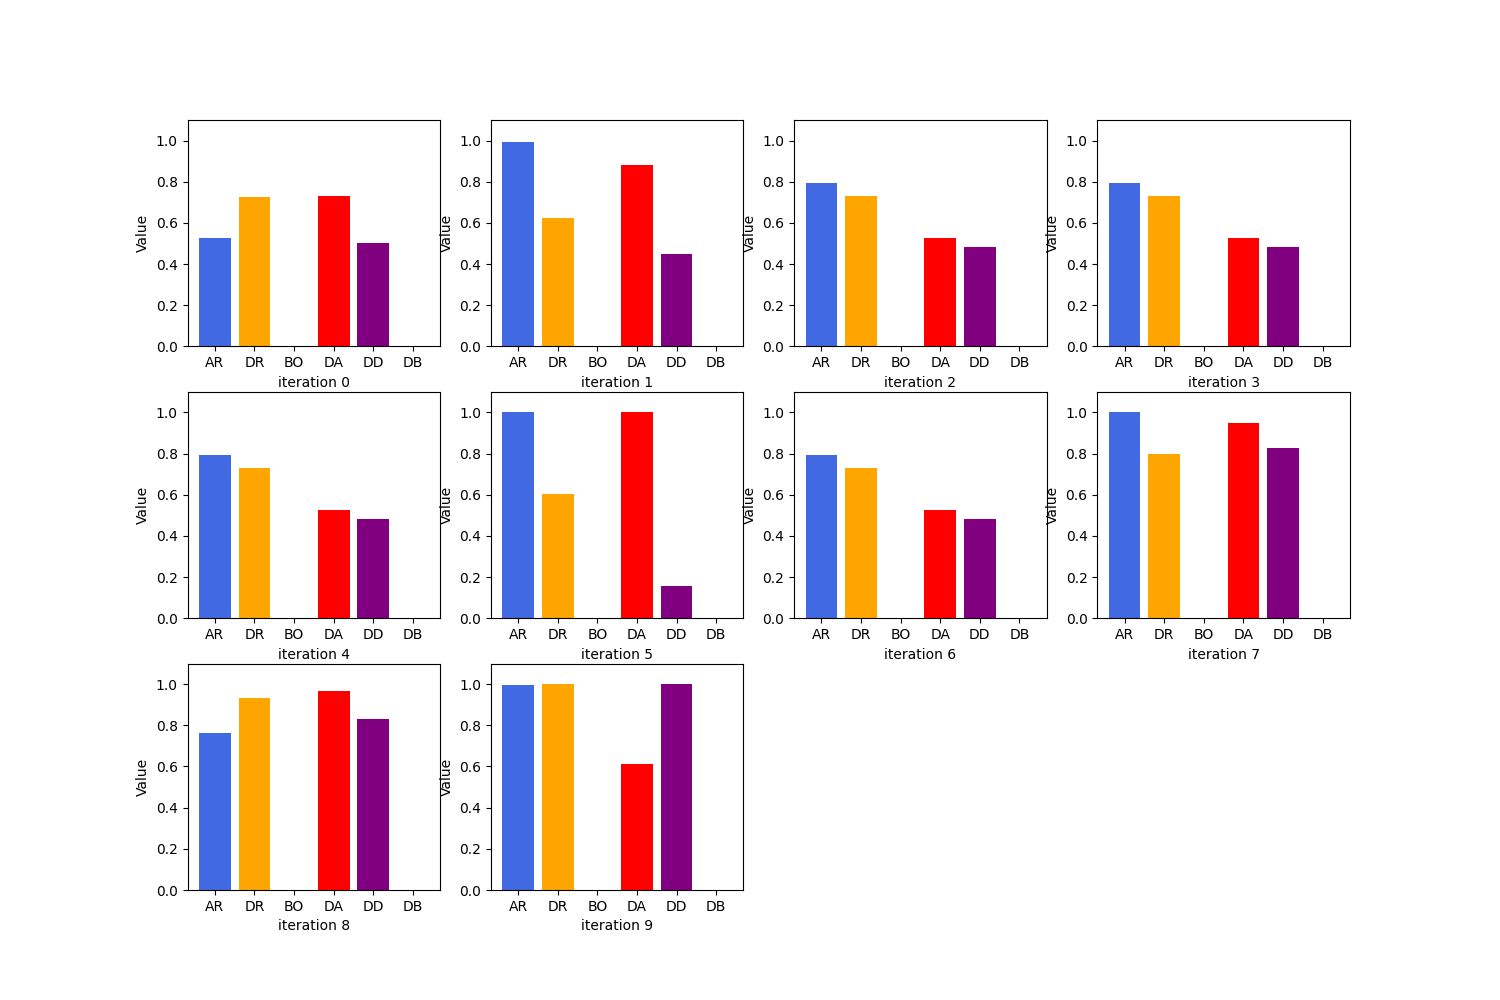 1.0 1.0 1.0 1.0
0.8 0.8 0.8 0.8
0.6 0.6 0.6 0.6
Value Value Value Value
0.4 0.4 0.4 0.4
0.2 0.2 0.2 0.2
0.0 0.0 0.0 0.0
AR DR BO DA DD DB AR DR BO DA DD DB AR DR BO DA DD DB AR DR BO DA DD DB
iteration 0 iteration 1 iteration 2 iteration 3
1.0 1.0 1.0 1.0
0.8 0.8 0.8 0.8
0.6 0.6 0.6 0.6
Value Value Value Value
0.4 0.4 0.4 0.4
0.2 0.2 0.2 0.2
0.0 0.0 0.0 0.0
AR DR BO DA DD DB AR DR BO DA DD DB AR DR BO DA DD DB AR DR BO DA DD DB
iteration 4 iteration 5 iteration 6 iteration 7
1.0 1.0
0.8 0.8
0.6 0.6
Value Value
0.4 0.4
0.2 0.2
0.0 0.0
AR DR BO DA DD DB AR DR BO DA DD DB
iteration 8 iteration 9